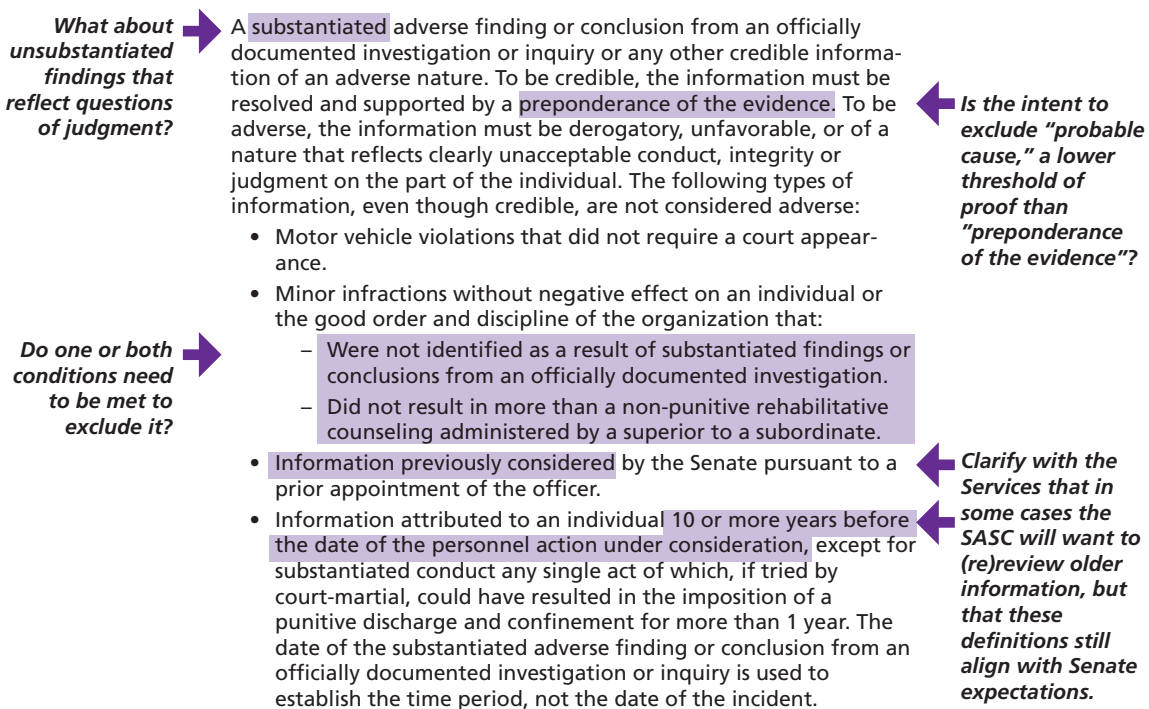 What about
unsubstantiated
findings that
reflect questions
of judgment?
A substantiated adverse finding or conclusion from an officially
documented investigation or inquiry or any other credible informa-
tion of an adverse nature. To be credible, the information must be
resolved and supported by a preponderance of the evidence. To be
adverse, the information must be derogatory, unfavorable, or of a
nature that reflects clearly unacceptable conduct, integrity or
judgment on the part of the individual. The following types of
information, even though credible, are not considered adverse:
Is the intent to
exclude “probable
cause,” a lower
threshold of
proof than
”preponderance
of the evidence”?
• Motor vehicle violations that did not require a court appear-
ance.
• Minor infractions without negative effect on an individual or
the good order and discipline of the organization that:
Do one or both
conditions need
to be met to
exclude it?
– Were not identified as a result of substantiated findings or
conclusions from an officially documented investigation.
– Did not result in more than a non-punitive rehabilitative
counseling administered by a superior to a subordinate.
• Information previously considered by the Senate pursuant to a
prior appointment of the officer.
• Information attributed to an individual 10 or more years before
the date of the personnel action under consideration, except for
substantiated conduct any single act of which, if tried by
court-martial, could have resulted in the imposition of a
punitive discharge and confinement for more than 1 year. The
date of the substantiated adverse finding or conclusion from an
officially documented investigation or inquiry is used to
establish the time period, not the date of the incident.
Clarify with the
Services that in
some cases the
SASC will want to
(re)review older
information, but
that these
definitions still
align with Senate
expectations.